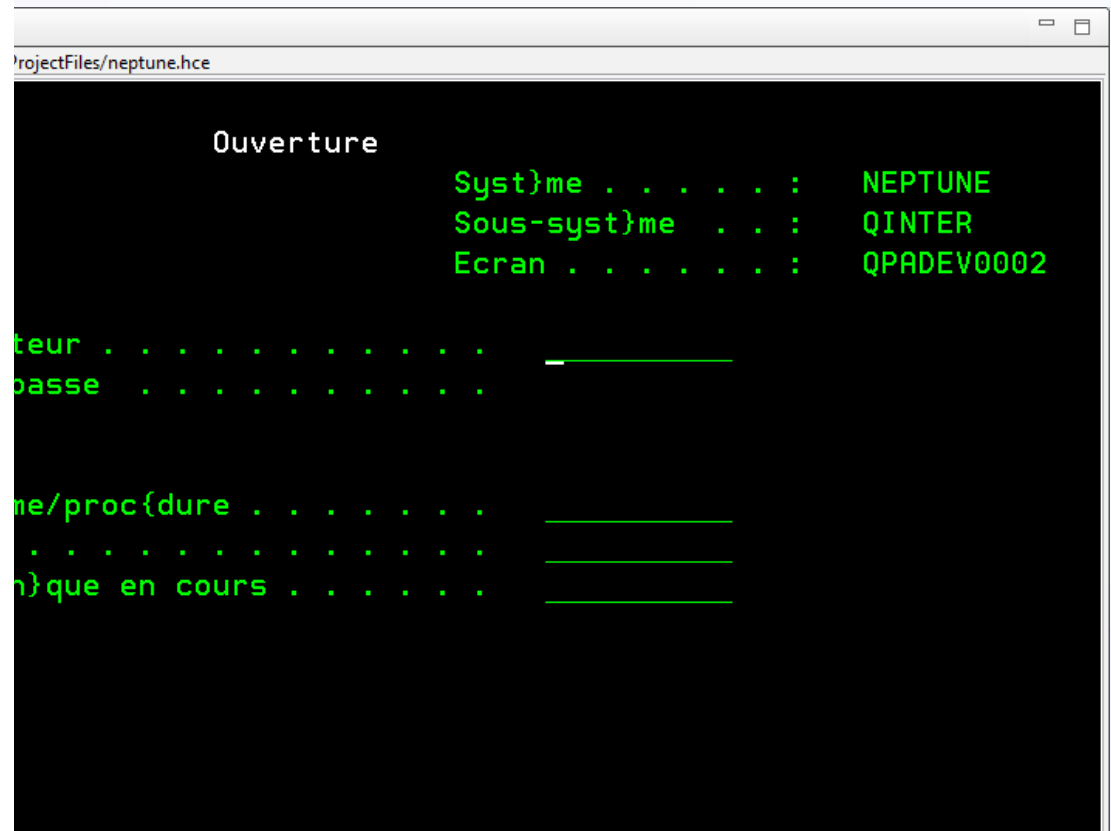 rojectFiles/neptune.hce
Ouverture
Syst}me . . . . . : NEPTUNE
Sous-syst}me . . : QINTER
Ecran . . . . . . : QPADEV0002
teur . . . . . . . . . . .
passe . . . . . . . . . .
me/proc{dure . . . . . . .
. . . . . . . . . . . . .
h}que en cours . . . . . .